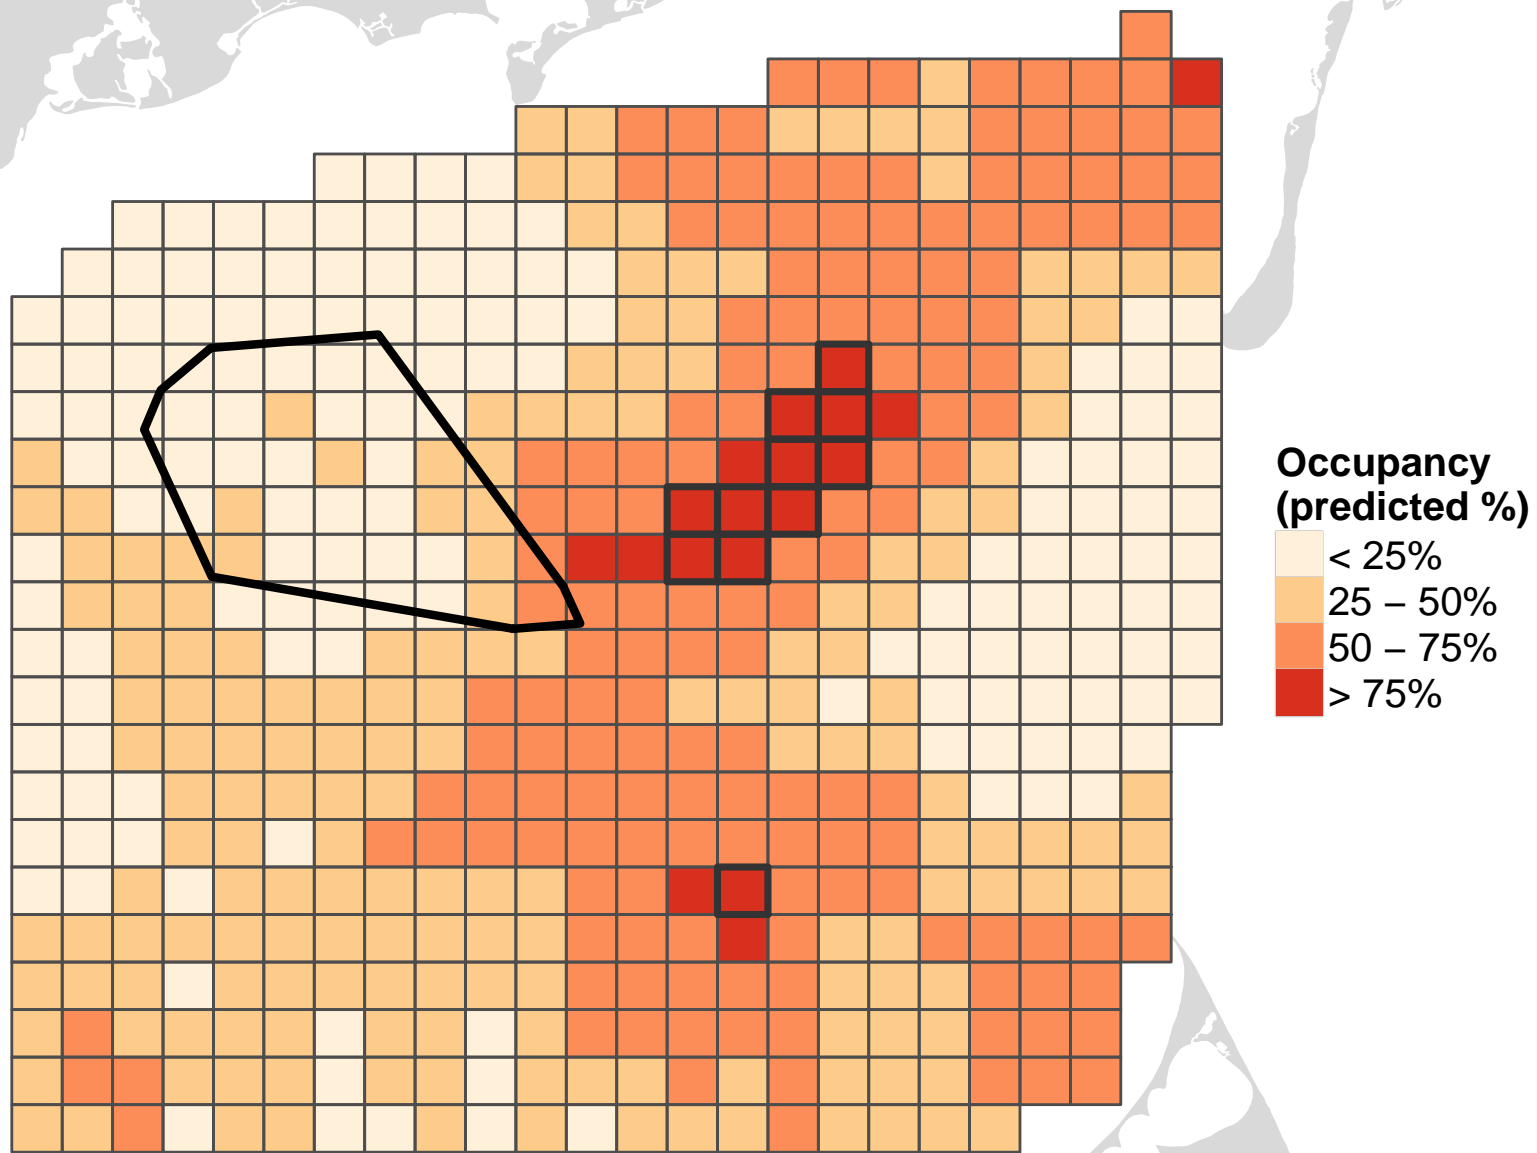 Occupancy
(predicted %)
< 25%
25 – 50%
50 – 75%
> 75%